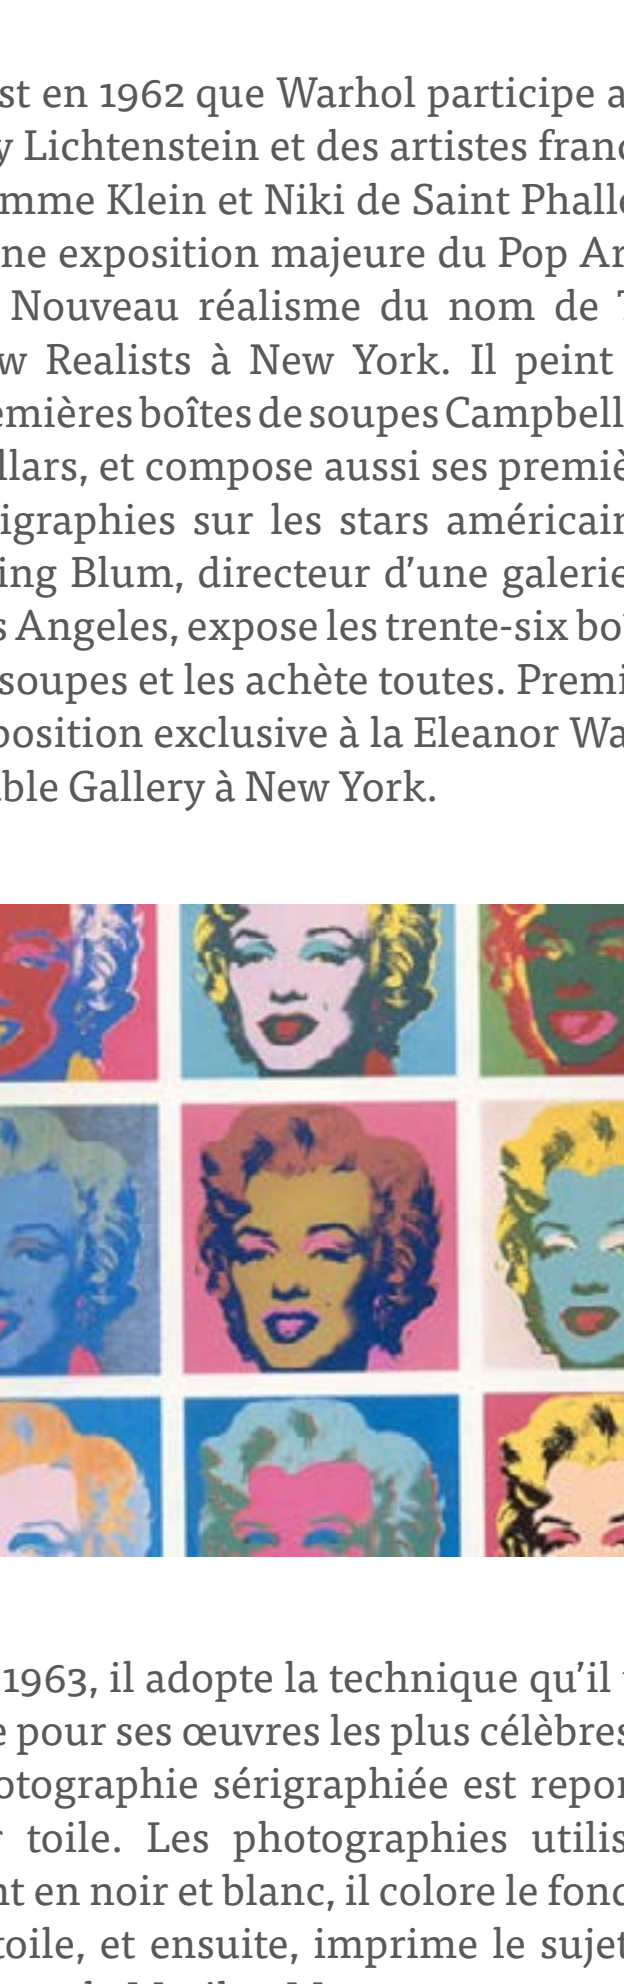 st en 1962 que Warhol participe a
y Lichtenstein et des artistes franç
mme Klein et Niki de Saint Phalle
ne exposition majeure du Pop Ar
Nouveau réalisme du nom de T
w Realists à New York. Il peint
emières boîtes de soupes Campbell
llars, et compose aussi ses premiè
igraphies sur les stars américain
ing Blum, directeur d’une galerie
s Angeles, expose les trente-six boî
soupes et les achète toutes. Premi
position exclusive à la Eleanor Wa
ble Gallery à New York.
1963, il adopte la technique qu’il
e pour ses œuvres les plus célèbres
otographie sérigraphiée est repor
r toile. Les photographies utilis
nt en noir et blanc, il colore le fond
toile, et ensuite, imprime le sujet